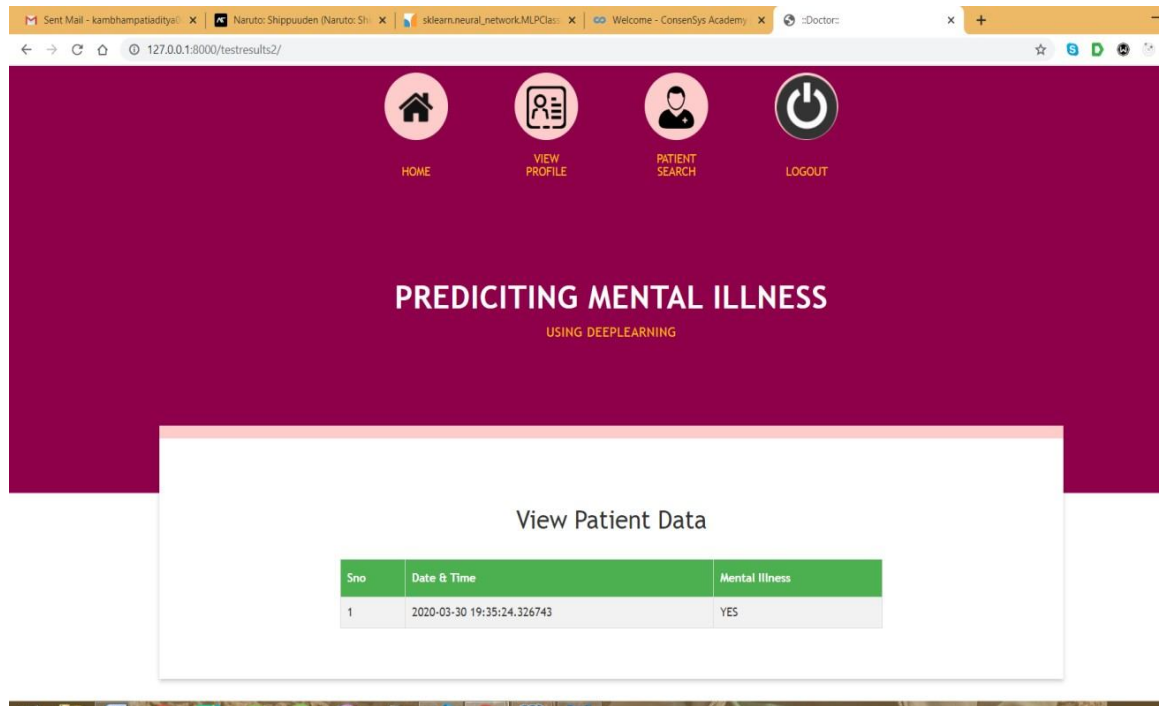 Sent Mail - kambhampatiaditya
Naruto: Shippuuden (Naruto: Sh
sklearn.neural_network.MLPClass
Welcome - ConsenSys Academy
::Doctor::
127.0.0.1:8000/testresults2/
HOME
VIEW
PROFILE
PATIENT
SEARCH
LOGOUT
PREDICITING MENTAL ILLNESS
USING DEEPLEARNING
View Patient Data
Sno Date & Time Mental Illness
1 2020-03-30 19:35:24.326743 YES